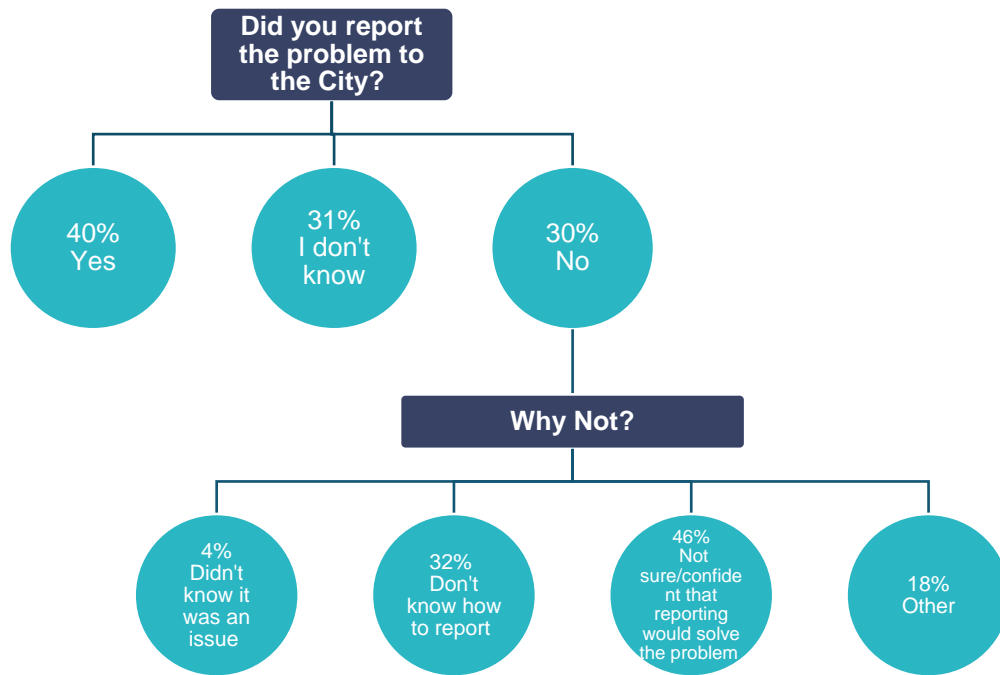 Did you report
the problem to
the City?
40%
Yes
31%
I don't
know
30%
No
Why Not?
4%
Didn't
know it
was an
issue
32%
Don't
know how
to report
46%
Not
sure/confide
nt that
reporting
would solve
the problem
18%
Other